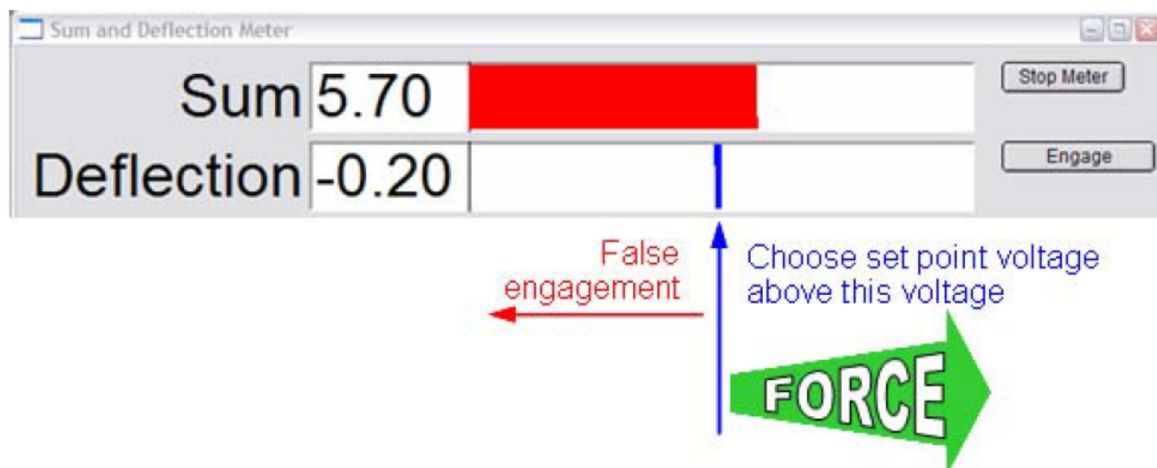 Sum and Deflection Meter
Sum 5.70
Stop Meter
Deflection -0.20
Engage
False
engagement
Choose set point voltage
above this voltage
FORCE